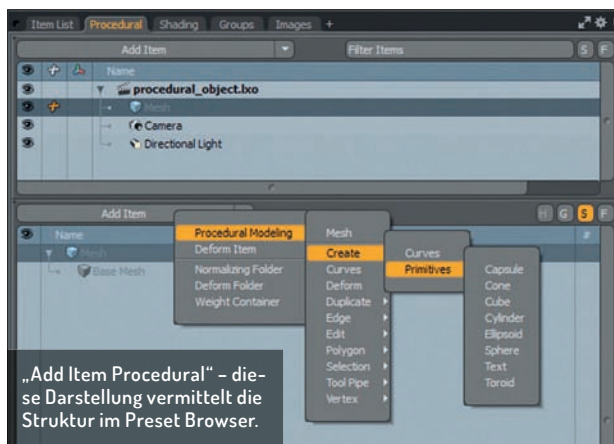 Item List Procedural Shading Groups Images +
Add Item Filter Items S F
Name
procedural_object.lxo
Mesh
Camera
Directional Light
Add Item H G S F
Name #
Mesh
Base Mesh
Procedural Modeling
Deform Item
Normalizing Folder
Deform Folder
Weight Container
Mesh
Create
Curves
Deform
Duplicate
Edge
Edit
Polygon
Selection
Tool Pipe
Vertex
Curves
Primitives
Capsule
Cone
Cube
Cylinder
Ellipsoid
Sphere
Text
Toroid
„Add Item Procedural“ – die-
se Darstellung vermittelt die
Struktur im Preset Browser.